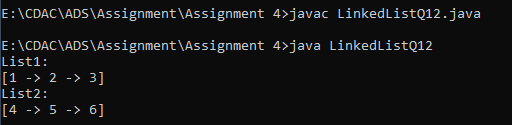 E:\CDAC\ADS\Assignment\Assignment 4>javac LinkedListQ12.java
E:\CDAC\ADS\Assignment\Assignment 4>java LinkedListQ12
List1:
[1 -> 2 -> 3]
List2:
[4 -> 5 -> 6]